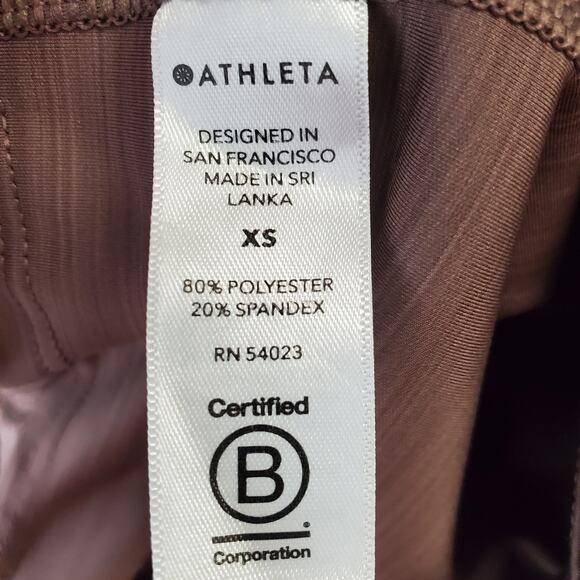 ATHLETA
DESIGNED IN
SAN FRANCISCO
MADE IN SRI
LANKA
XS
80% POLYESTER
20% SPANDEX
RN 54023
Certified
B
Corporation